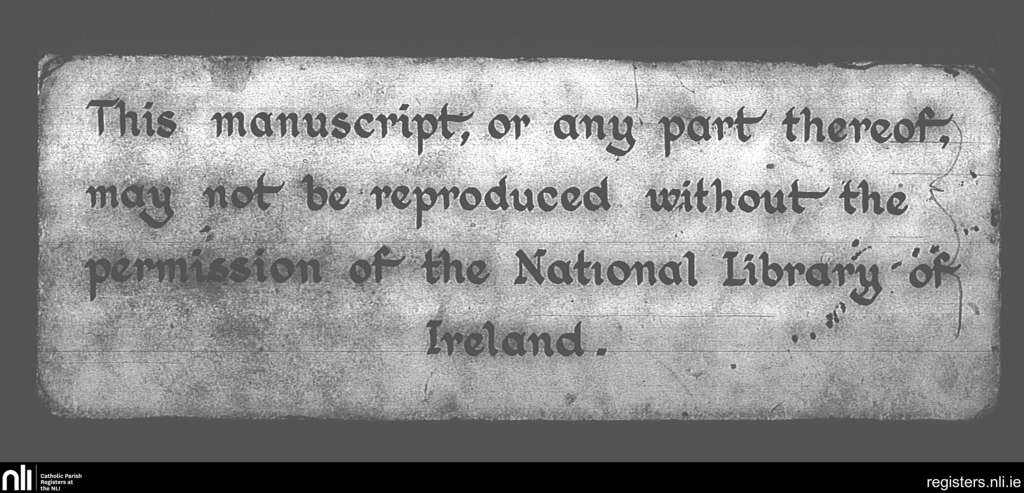 This manuscript, or any part thereof,
may not be reproduced without the
permission of the National Library of
Ireland.
nli
Catholic Parish
Registers at
the NLI
registers.nli.ie